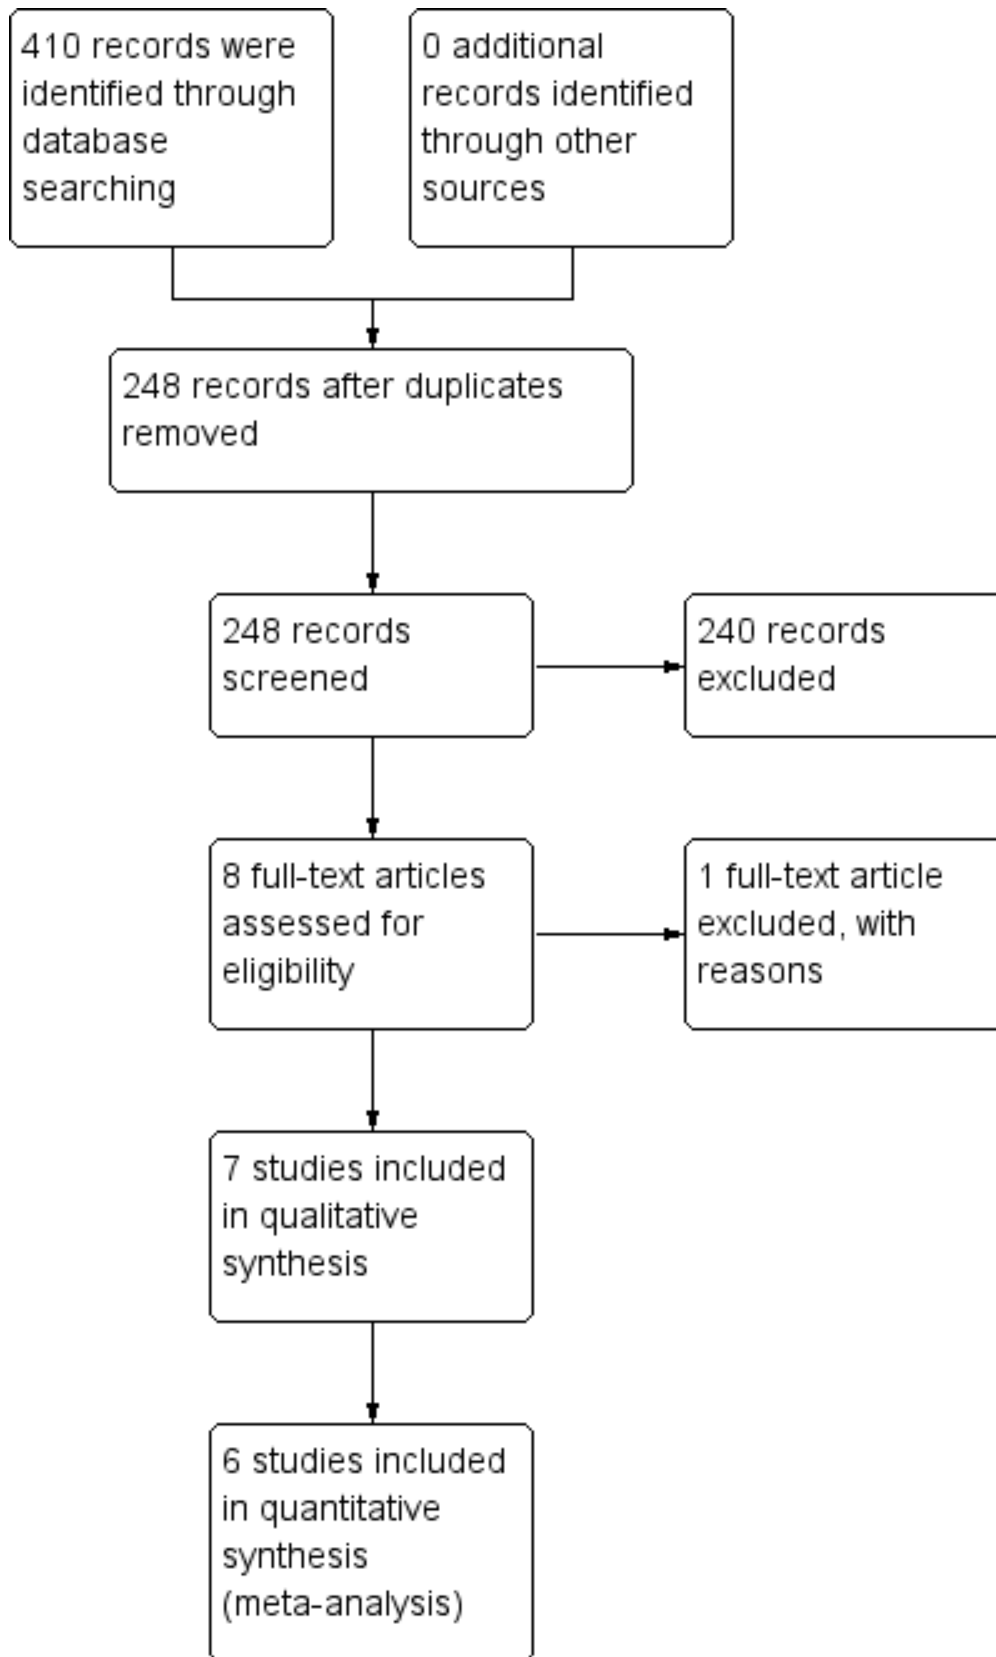 410 records were
identified through
database
searching
0 additional
records identified
through other
sources
248 records after duplicates
removed
248 records
screened
240 records
excluded
8 full-text articles
assessed for
eligibility
1 full-text article
excluded, with
reasons
7 studies included
in qualitative
synthesis
6 studies included
in quantitative
synthesis
(meta-analysis)